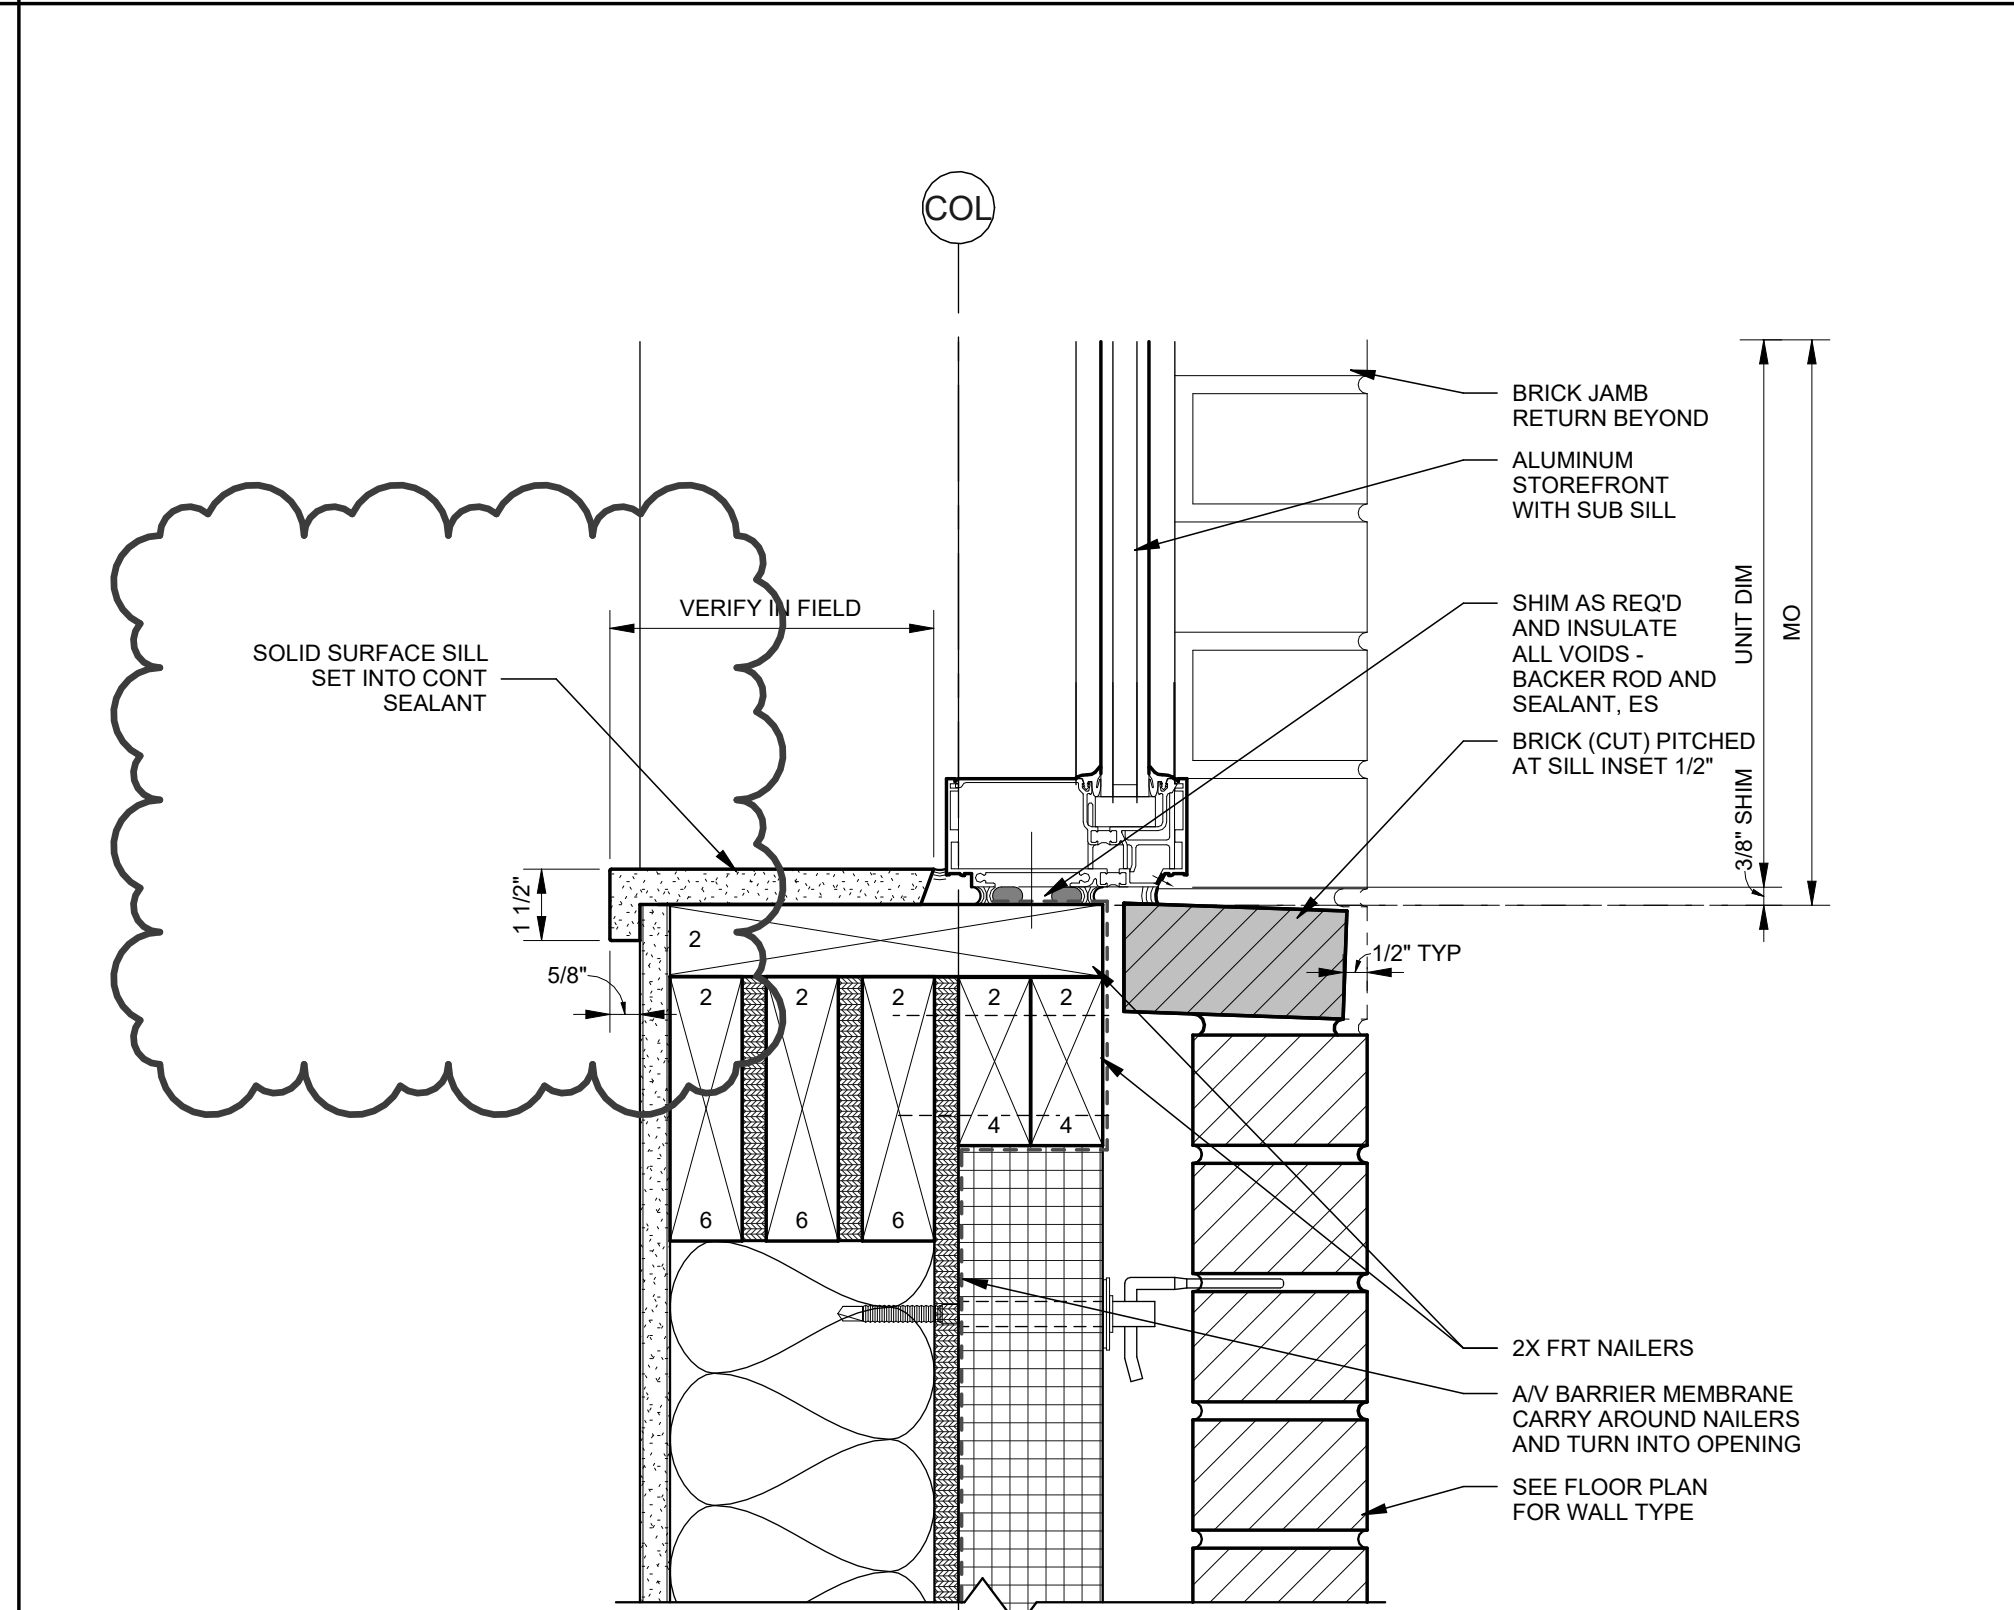 COL
BRICK JAMB
RETURN BEYOND
ALUMINUM
STOREFRONT
WITH SUB SILL
SHIM AS REQ'D
AND INSULATE
ALL VOIDS -
BACKER ROD AND
SEALANT, ES
BRICK (CUT) PITCHED
AT SILL INSET 1/2"
UNIT DIM
MO
3/8" SHIM
VERIFY IN FIELD
SOLID SURFACE SILL
SET INTO CONT
SEALANT
1 1/2"
5/8"
1/2" TYP
2
2
2
2
2
2
4
4
6
6
6
2X FRT NAILERS
A/V BARRIER MEMBRANE
CARRY AROUND NAILERS
AND TURN INTO OPENING
SEE FLOOR PLAN
FOR WALL TYPE